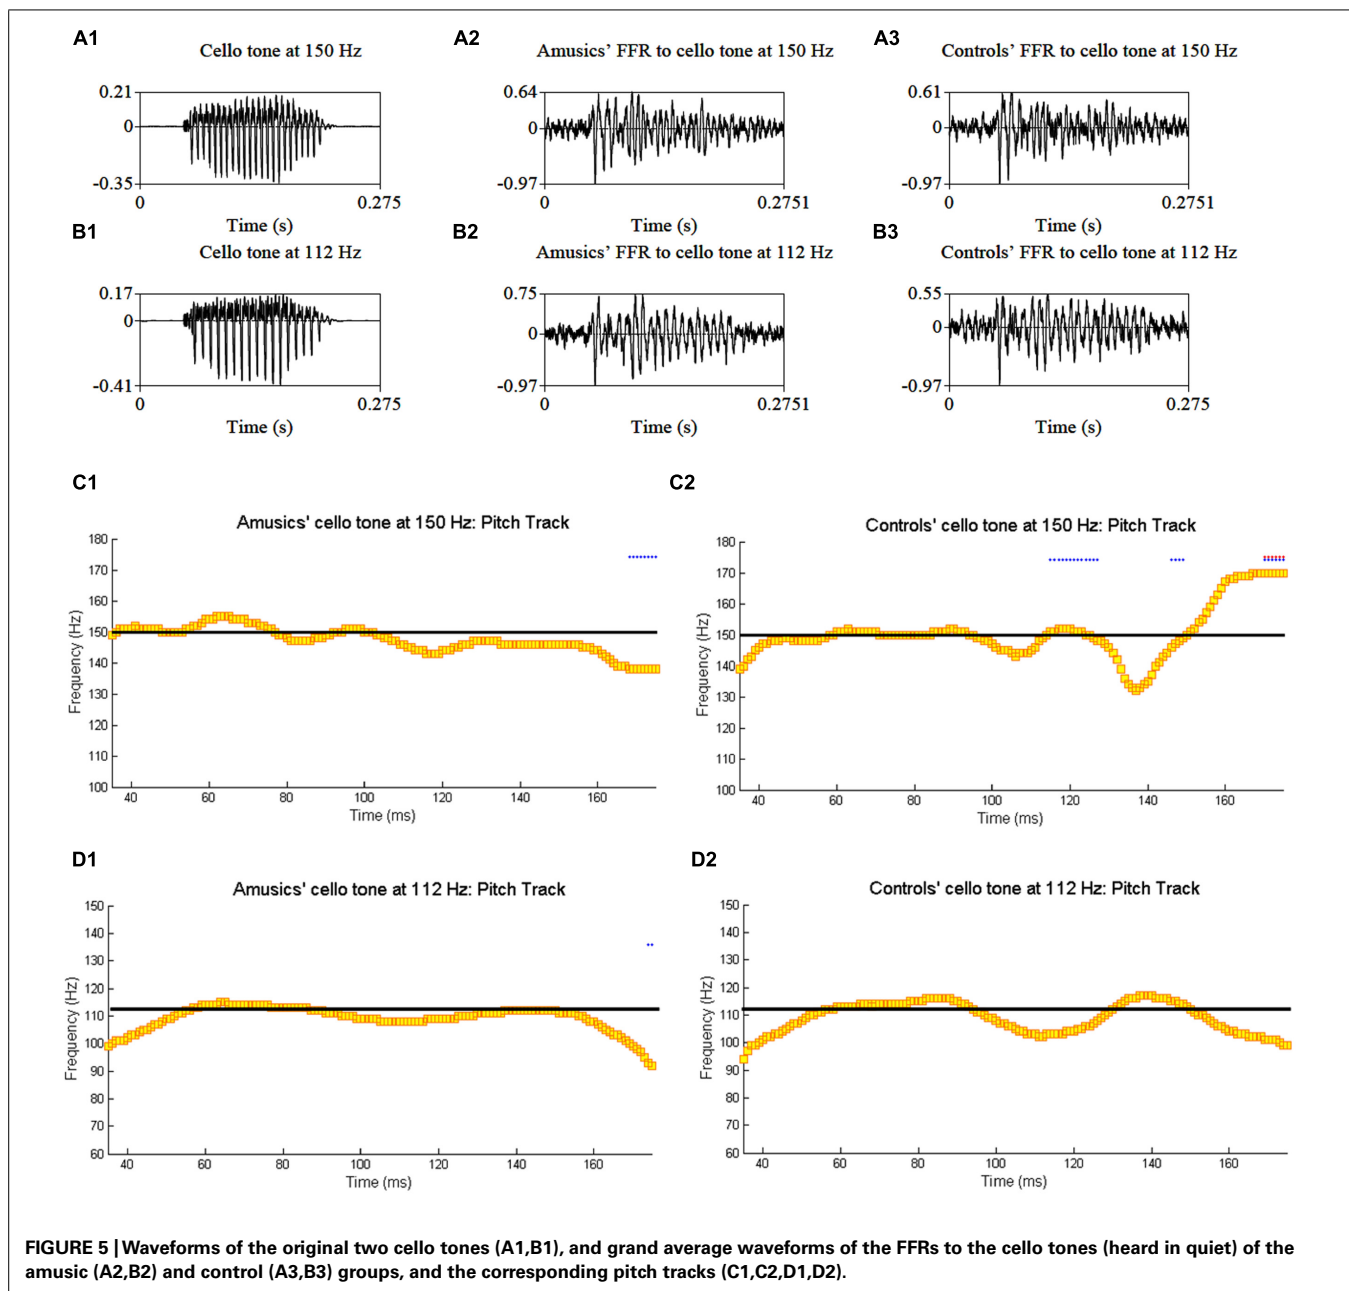 A1
Cello tone at 150 Hz
0.21
0
-0.35
0
0.275
Time (s)
A2
Amusics' FFR to cello tone at 150 Hz
0.64
0
-0.97
0
0.2751
Time (s)
A3
Controls' FFR to cello tone at 150 Hz
0.61
0
-0.97
0
0.2751
Time (s)
B1
Cello tone at 112 Hz
0.17
0
-0.41
0
0.275
Time (s)
B2
Amusics' FFR to cello tone at 112 Hz
0.75
0
-0.97
0
0.2751
Time (s)
B3
Controls' FFR to cello tone at 112 Hz
0.55
0
-0.97
0
0.275
Time (s)
C1
Amusics' cello tone at 150 Hz: Pitch Track
180
170
160
150
140
130
120
110
100
Frequency (Hz)
40 60 80 100 120 140 160
Time (ms)
C2
Controls' cello tone at 150 Hz: Pitch Track
180
170
160
150
140
130
120
110
100
Frequency (Hz)
40 60 80 100 120 140 160
Time (ms)
D1
Amusics' cello tone at 112 Hz: Pitch Track
150
140
130
120
110
100
90
80
70
60
Frequency (Hz)
40 60 80 100 120 140 160
Time (ms)
D2
Controls' cello tone at 112 Hz: Pitch Track
150
140
130
120
110
100
90
80
70
60
Frequency (Hz)
40 60 80 100 120 140 160
Time (ms)
FIGURE 5 | Waveforms of the original two cello tones (A1,B1), and grand average waveforms of the FFRs to the cello tones (heard in quiet) of the
amusic (A2,B2) and control (A3,B3) groups, and the corresponding pitch tracks (C1,C2,D1,D2).